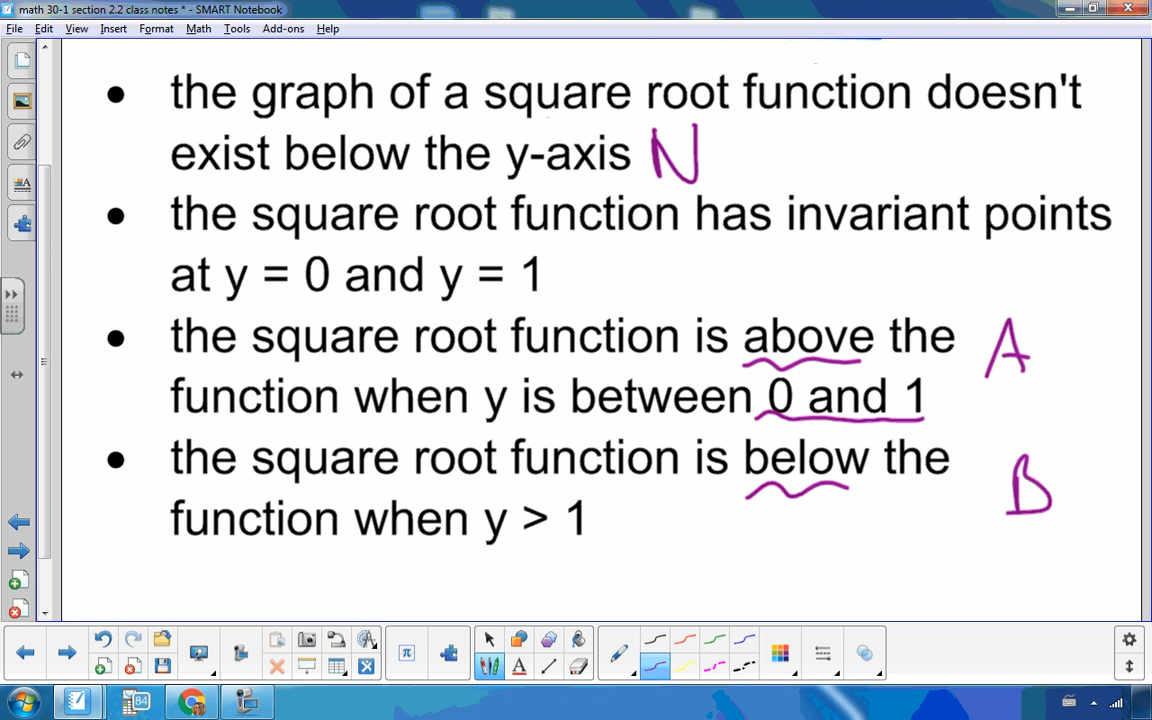 math 30-1 section 2.2 class notes * - SMART Notebook
File Edit View Insert Format Math Tools Add-ons Help
• the graph of a square root function doesn't
exist below the y-axis N
• the square root function has invariant points
at y = 0 and y = 1
• the square root function is above the A
function when y is between 0 and 1
• the square root function is below the B
function when y > 1
π
A
84